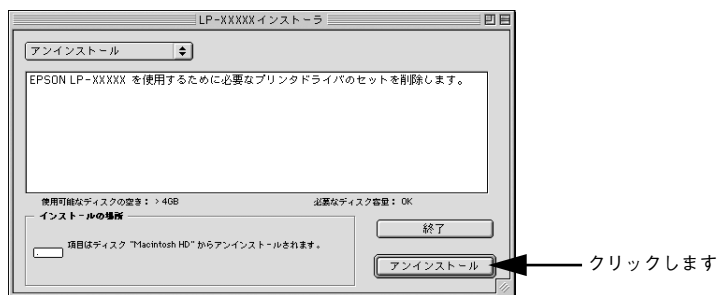 LP-XXXXXインストーラ
アンインストール
EPSON LP-XXXXX を使用するために必要なプリンタドライバのセットを削除します。
使用可能なディスクの空き： >4GB 必要なディスク容量： OK
インストールの場所
項目はディスク "Macintosh HD" からアンインストールされます。
終了
アンインストール
クリックします